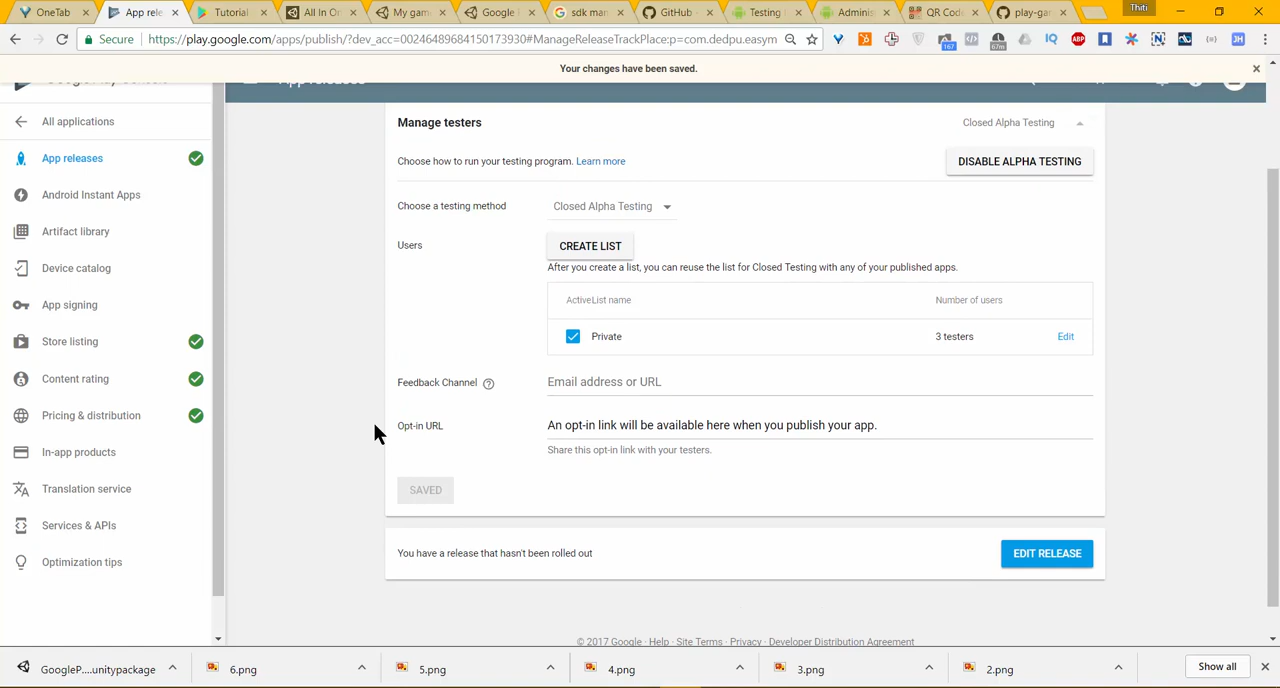 OneTab
App rele
Tutorial
All In On
My game
Google
sdk man
GitHub
Testing
Adminis
QR Code
play-gam
Thiti
Secure
https://play.google.com/apps/publish/?dev_acc=00246489684150173930#ManageReleaseTrackPlace:p=com.dedpu.easym
Your changes have been saved.
All applications
App releases
Android Instant Apps
Artifact library
Device catalog
App signing
Store listing
Content rating
Pricing & distribution
In-app products
Translation service
Services & APIs
Optimization tips
Manage testers
Closed Alpha Testing
Choose how to run your testing program. Learn more
DISABLE ALPHA TESTING
Choose a testing method
Closed Alpha Testing
Users
CREATE LIST
After you create a list, you can reuse the list for Closed Testing with any of your published apps.
Active List name
Number of users
Private
3 testers
Edit
Feedback Channel
Email address or URL
Opt-in URL
An opt-in link will be available here when you publish your app.
Share this opt-in link with your testers.
SAVED
You have a release that hasn't been rolled out
EDIT RELEASE
© 2017 Google · Help · Site Terms · Privacy · Developer Distribution Agreement
GoogleP....unitypackage
6.png
5.png
4.png
3.png
2.png
Show all